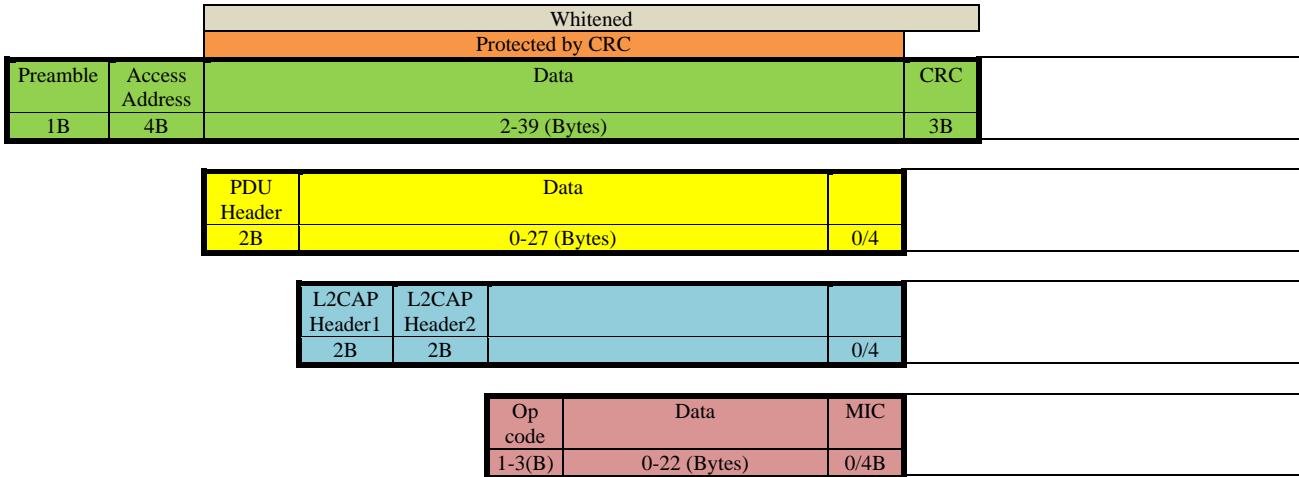 Whitened
Protected by CRC
Preamble Access Data CRC
Address
1B 4B 2-39 (Bytes) 3B
PDU Data
Header
2B 0-27 (Bytes) 0/4
L2CAP L2CAP
Header1 Header2
2B 2B 0/4
Op Data MIC
code
1-3(B) 0-22 (Bytes) 0/4B